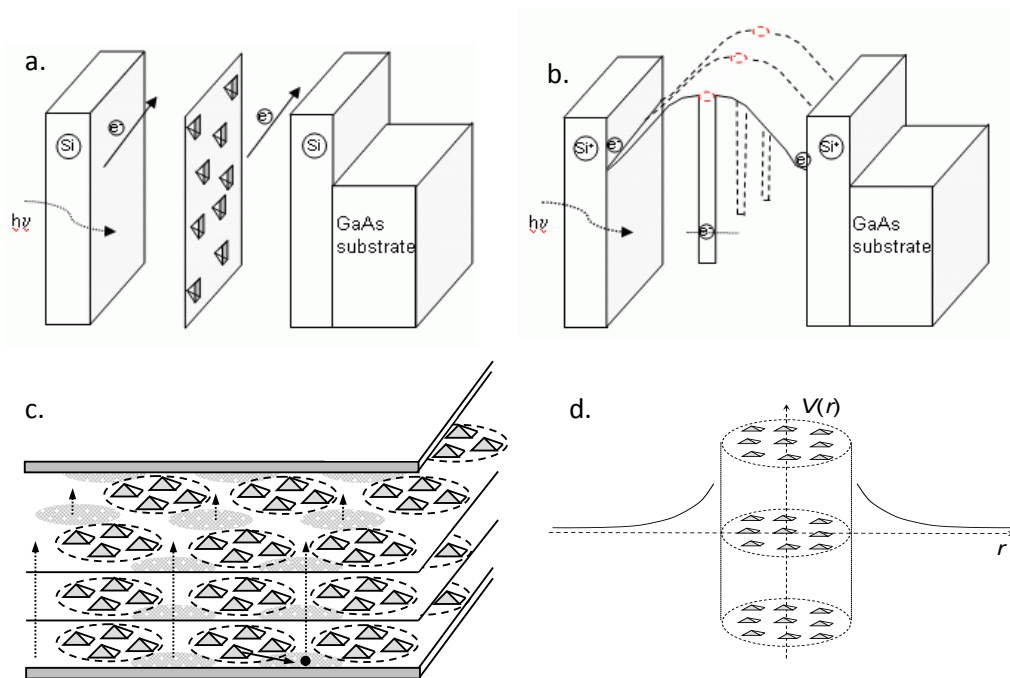 a.
Si
e-
hν
e-
Si
GaAs
substrate
b.
Si+
e-
hν
e-
e-
Si+
GaAs
substrate
c.
d.
V(r)
r